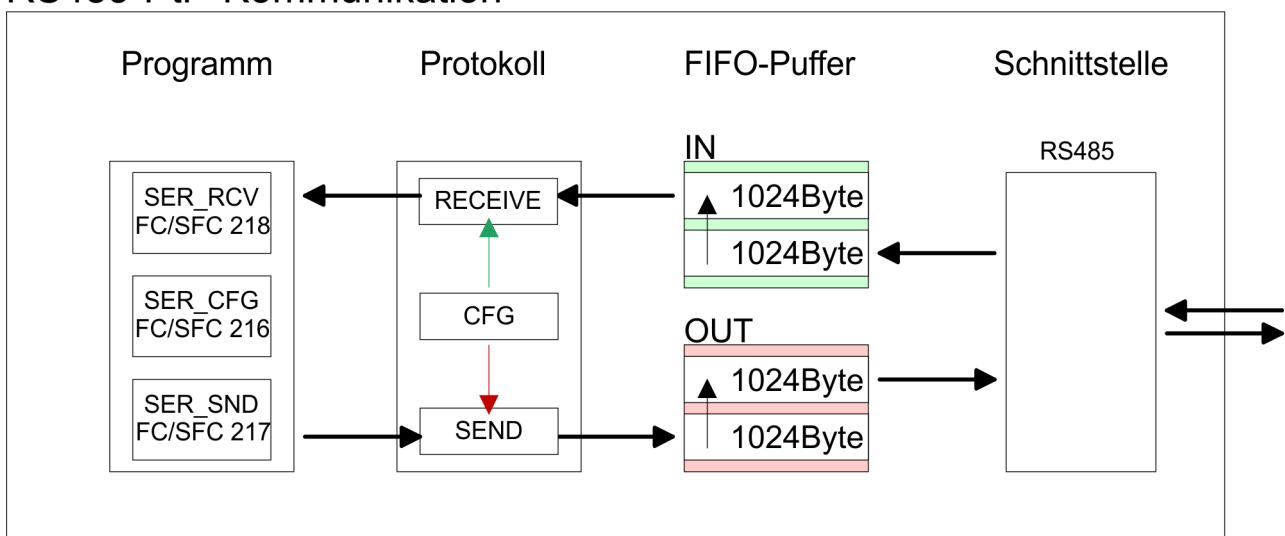 Programm
Protokoll
FIFO-Puffer
Schnittstelle
SER_RCV
FC/SFC 218
SER_CFG
FC/SFC 216
SER_SND
FC/SFC 217
RECEIVE
CFG
SEND
IN
1024Byte
1024Byte
OUT
1024Byte
1024Byte
RS485